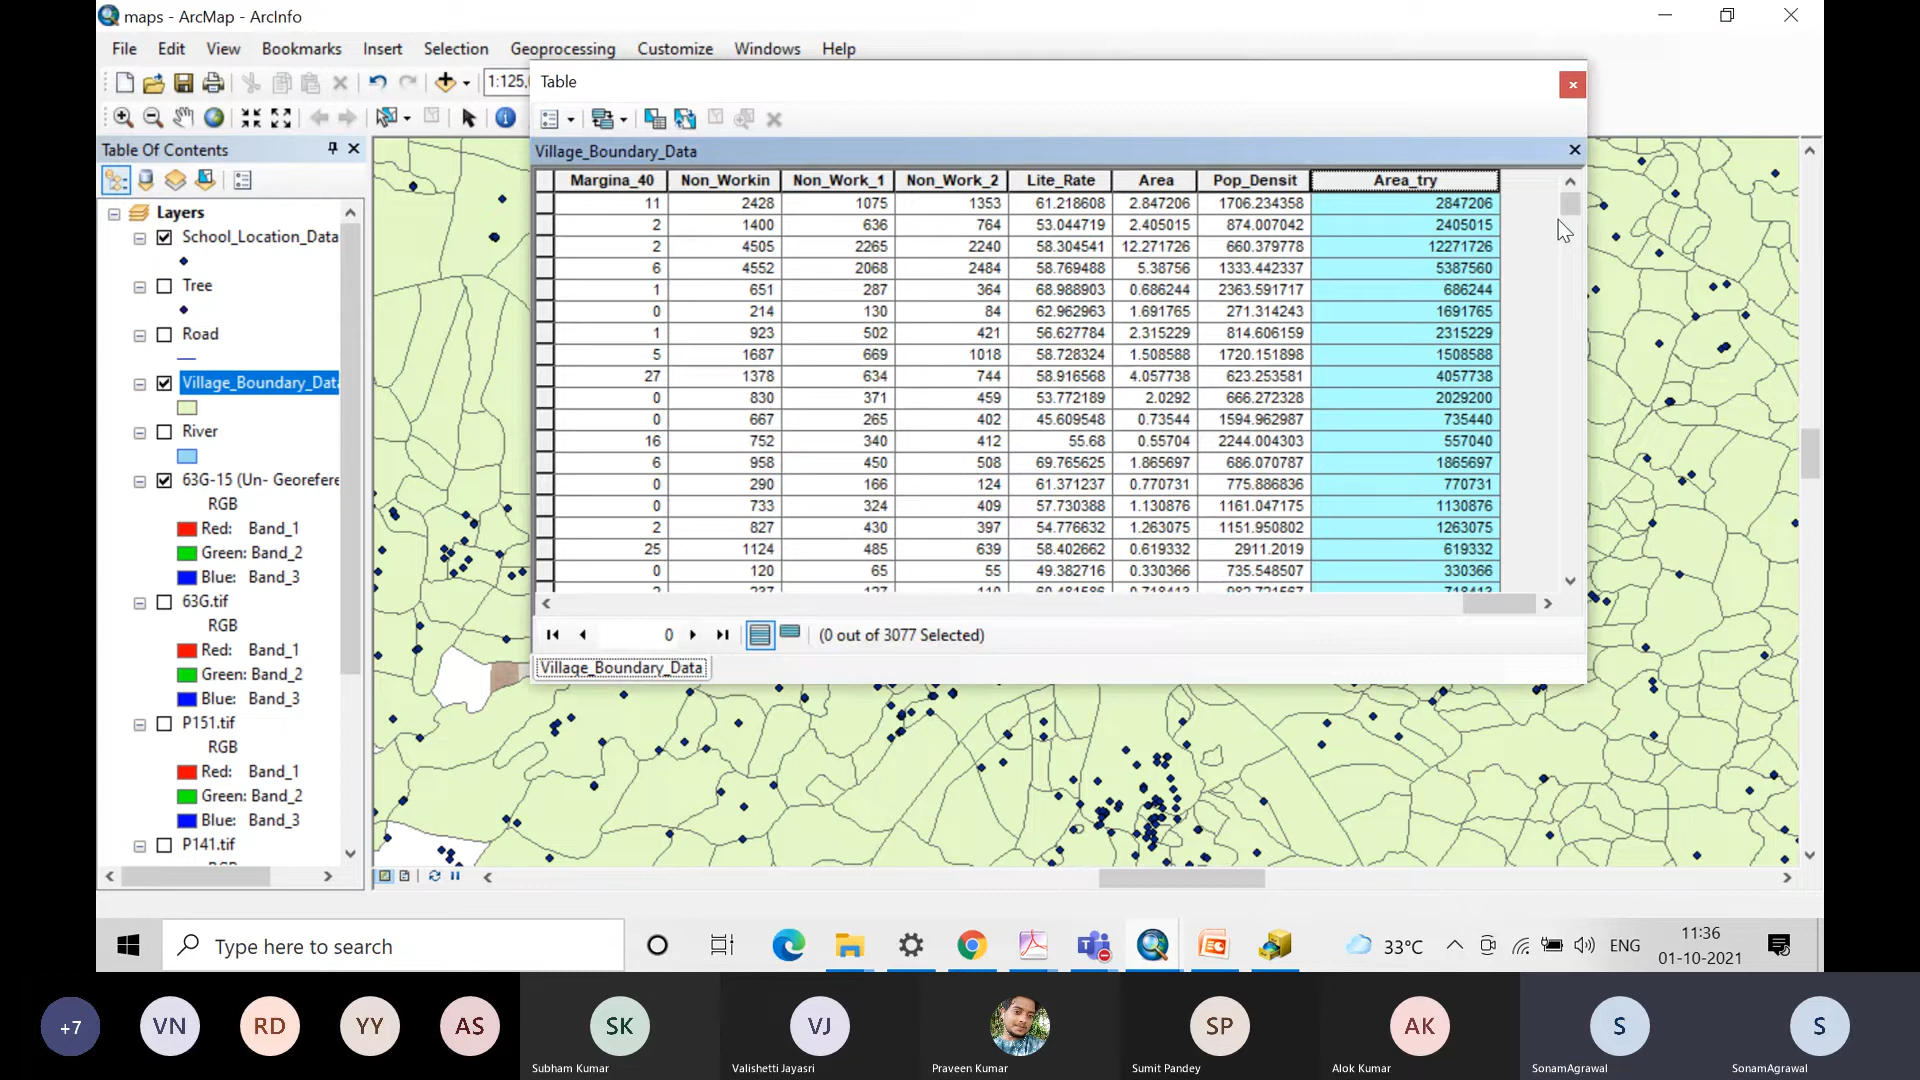 maps - ArcMap - ArcInfo
File Edit View Bookmarks Insert Selection Geoprocessing Customize Windows Help
1:125,
Table
Table Of Contents
Layers
School_Location_Data
Tree
Road
Village_Boundary_Dat
River
63G-15 (Un- Georefere
RGB
Red: Band_1
Green: Band_2
Blue: Band_3
63G.tif
RGB
Red: Band_1
Green: Band_2
Blue: Band_3
P151.tif
RGB
Red: Band_1
Green: Band_2
Blue: Band_3
P141.tif
Village_Boundary_Data
Margina_40 Non_Workin Non_Work_1 Non_Work_2 Lite_Rate Area Pop_Densit Area_try
11 2428 1075 1353 61.218608 2.847206 1706.234358 2847206
2 1400 636 764 53.044719 2.405015 874.007042 2405015
2 4505 2265 2240 58.304541 12.271726 660.379778 12271726
6 4552 2068 2484 58.769488 5.38756 1333.442337 5387560
1 651 287 364 68.988903 0.686244 2363.591717 686244
0 214 130 84 62.962963 1.691765 271.314243 1691765
1 923 502 421 56.627784 2.315229 814.606159 2315229
5 1687 669 1018 58.728324 1.508588 1720.151898 1508588
27 1378 634 744 58.916568 4.057738 623.253581 4057738
0 830 371 459 53.772189 2.0292 666.272328 2029200
0 667 265 402 45.609548 0.73544 1594.962987 735440
16 752 340 412 55.68 0.55704 2244.004303 557040
6 958 450 508 69.765625 1.865697 686.070787 1865697
0 290 166 124 61.371237 0.770731 775.886836 770731
0 733 324 409 57.730388 1.130876 1161.047175 1130876
2 827 430 397 54.776632 1.263075 1151.950802 1263075
25 1124 485 639 58.402662 0.619332 2911.2019 619332
0 120 65 55 49.382716 0.330366 735.548507 330366
0 (0 out of 3077 Selected)
Village_Boundary_Data
Type here to search
33°C ENG 11:36
01-10-2021
+7 VN RD YY AS SK VJ SP AK S S
Subham Kumar Valishetti Jayasri Praveen Kumar Sumit Pandey Alok Kumar SonamAgrawal SonamAgrawal